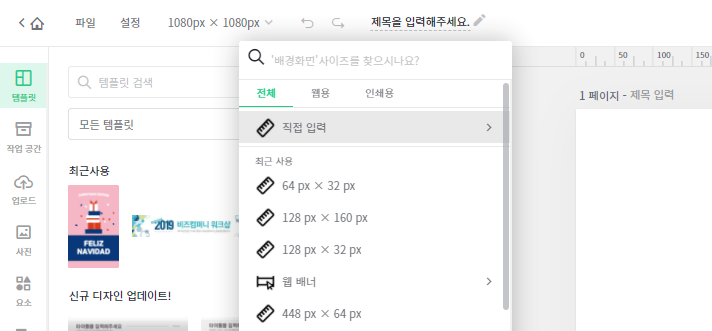 파일 설정 1080px × 1080px 제목을 입력해주세요.
'배경화면'사이즈를 찾으시나요?
템플릿 검색
전체 웹용 인쇄용
템플릿
모든 템플릿
직접 입력
작업 공간
최근사용
최근 사용
64 px × 32 px
128 px × 160 px
128 px × 32 px
웹 배너
448 px × 64 px
업로드
사진
요소
FELIZ
NAVIDAD
2019 비즈컴퍼니 워크샵
신규 디자인 업데이트!
0 50 100 150
1 페이지 - 제목 입력